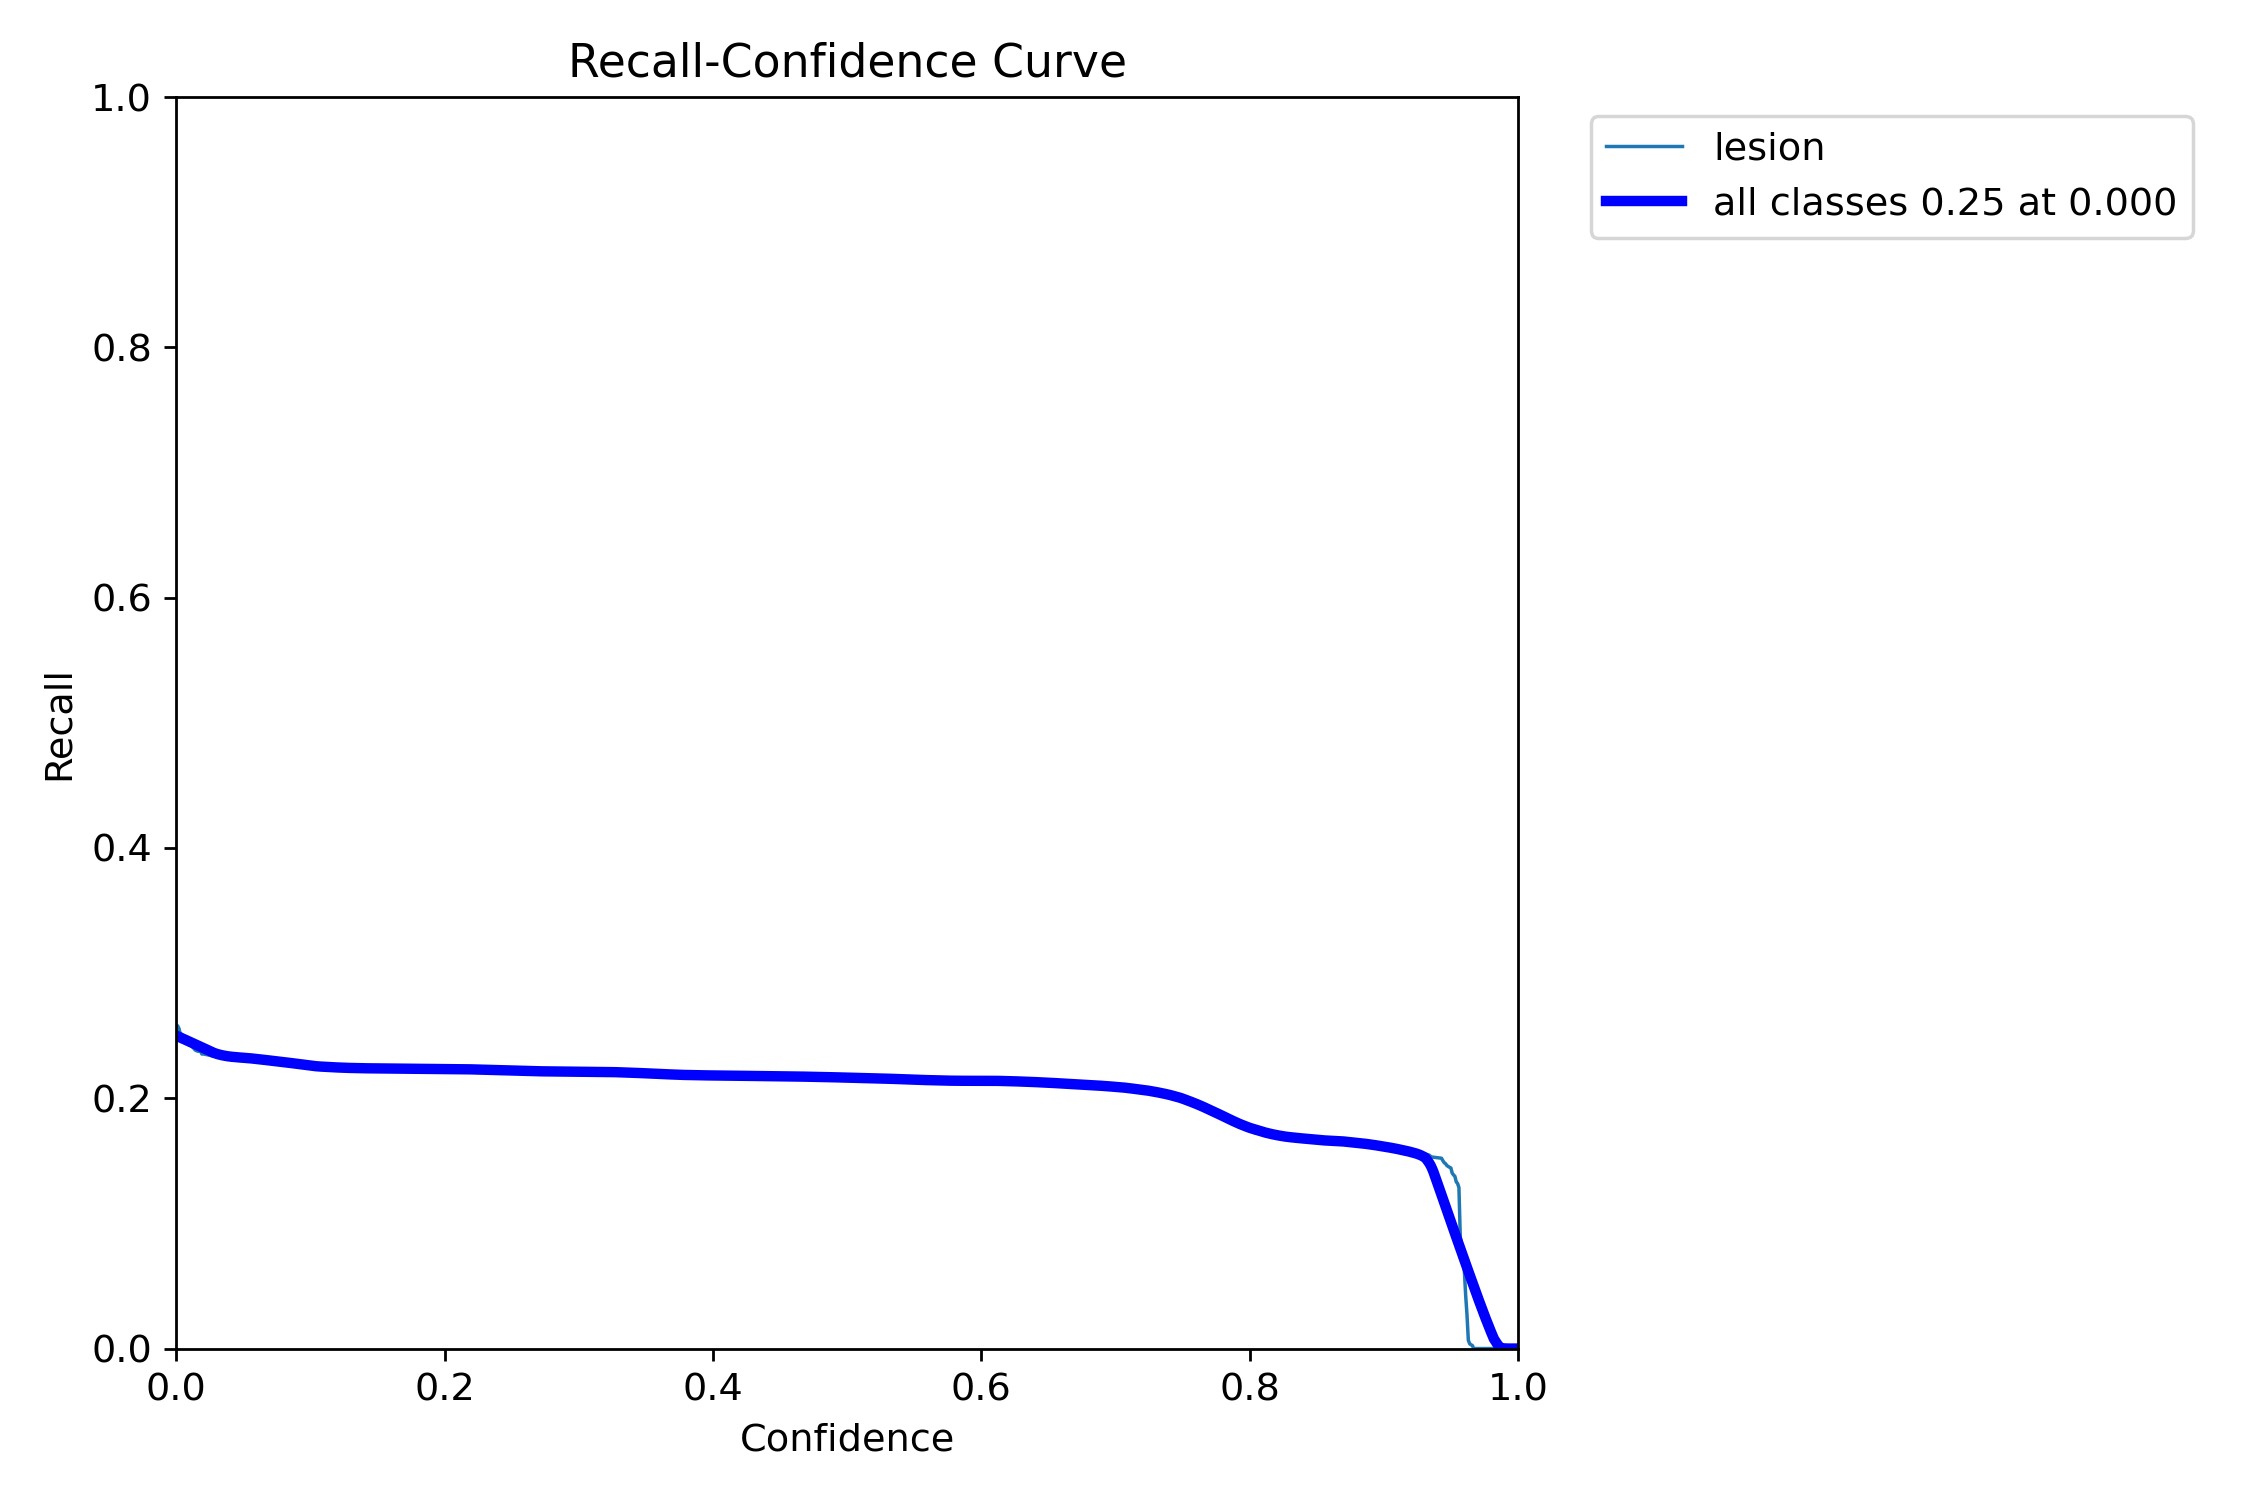 Recall-Confidence Curve
1.0
0.8
0.6
0.4
0.2
0.0
Recall
0.0 0.2 0.4 0.6 0.8 1.0
Confidence
lesion
all classes 0.25 at 0.000